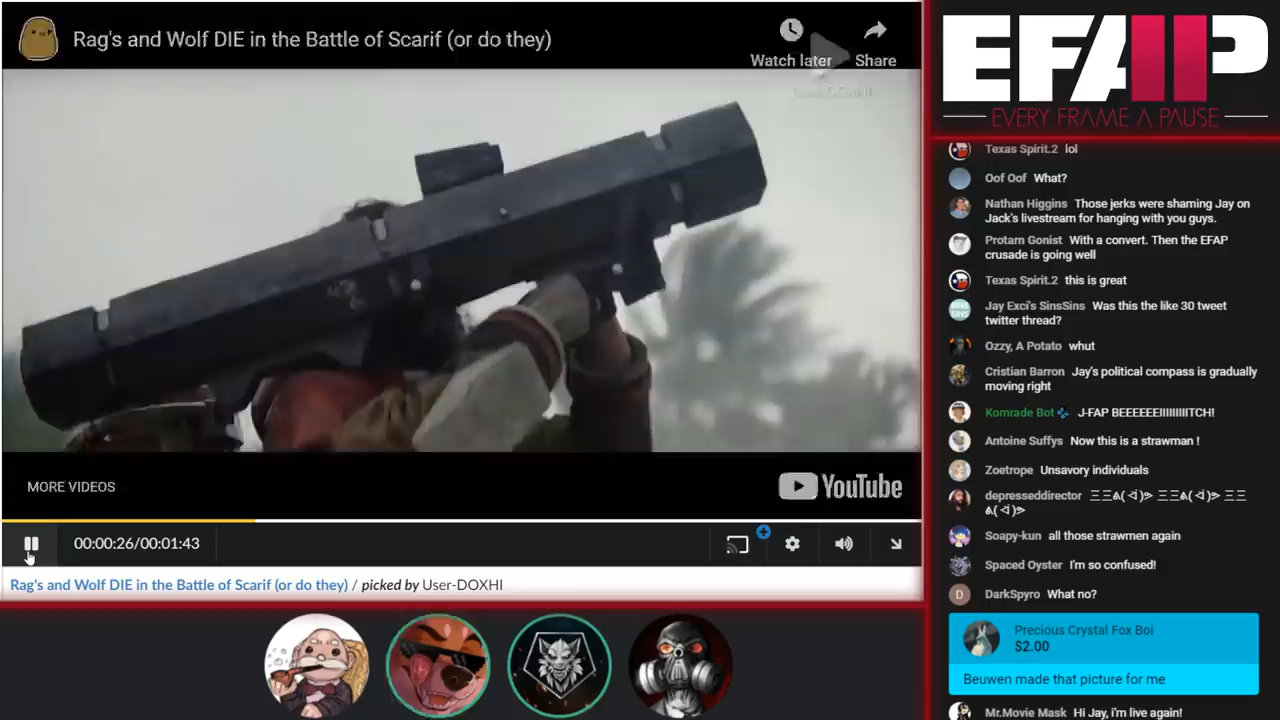 Rag's and Wolf DIE in the Battle of Scarif (or do they)
Watch later
Share
MORE VIDEOS
YouTube
00:00:26/00:01:43
Rag's and Wolf DIE in the Battle of Scarif (or do they) / picked by User-DOXHI
EFAP
EVERY FRAME A PAUSE
Texas Spirit.2 lol
Oof Oof What?
Nathan Higgins Those jerks were shaming Jay on
Jack's livestream for hanging with you guys.
Protam Gonist With a convert. Then the EFAP
crusade is going well
Texas Spirit.2 this is great
Jay Exci's SinsSins Was this the like 30 tweet
twitter thread?
Ozzy, A Potato whut
Cristian Barron Jay's political compass is gradually
moving right
Komrade Bot J-FAP BEEEEEEIIIIIIIIITCH!
Antoine Suffys Now this is a strawman !
Zoetrope Unsavory individuals
depresseddirector
Soapy-kun all those strawmen again
Spaced Oyster I'm so confused!
D
DarkSpyro What no?
Precious Crystal Fox Boi
$2.00
Beuwen made that picture for me
Mr.Movie Mask Hi Jay, i'm live again!